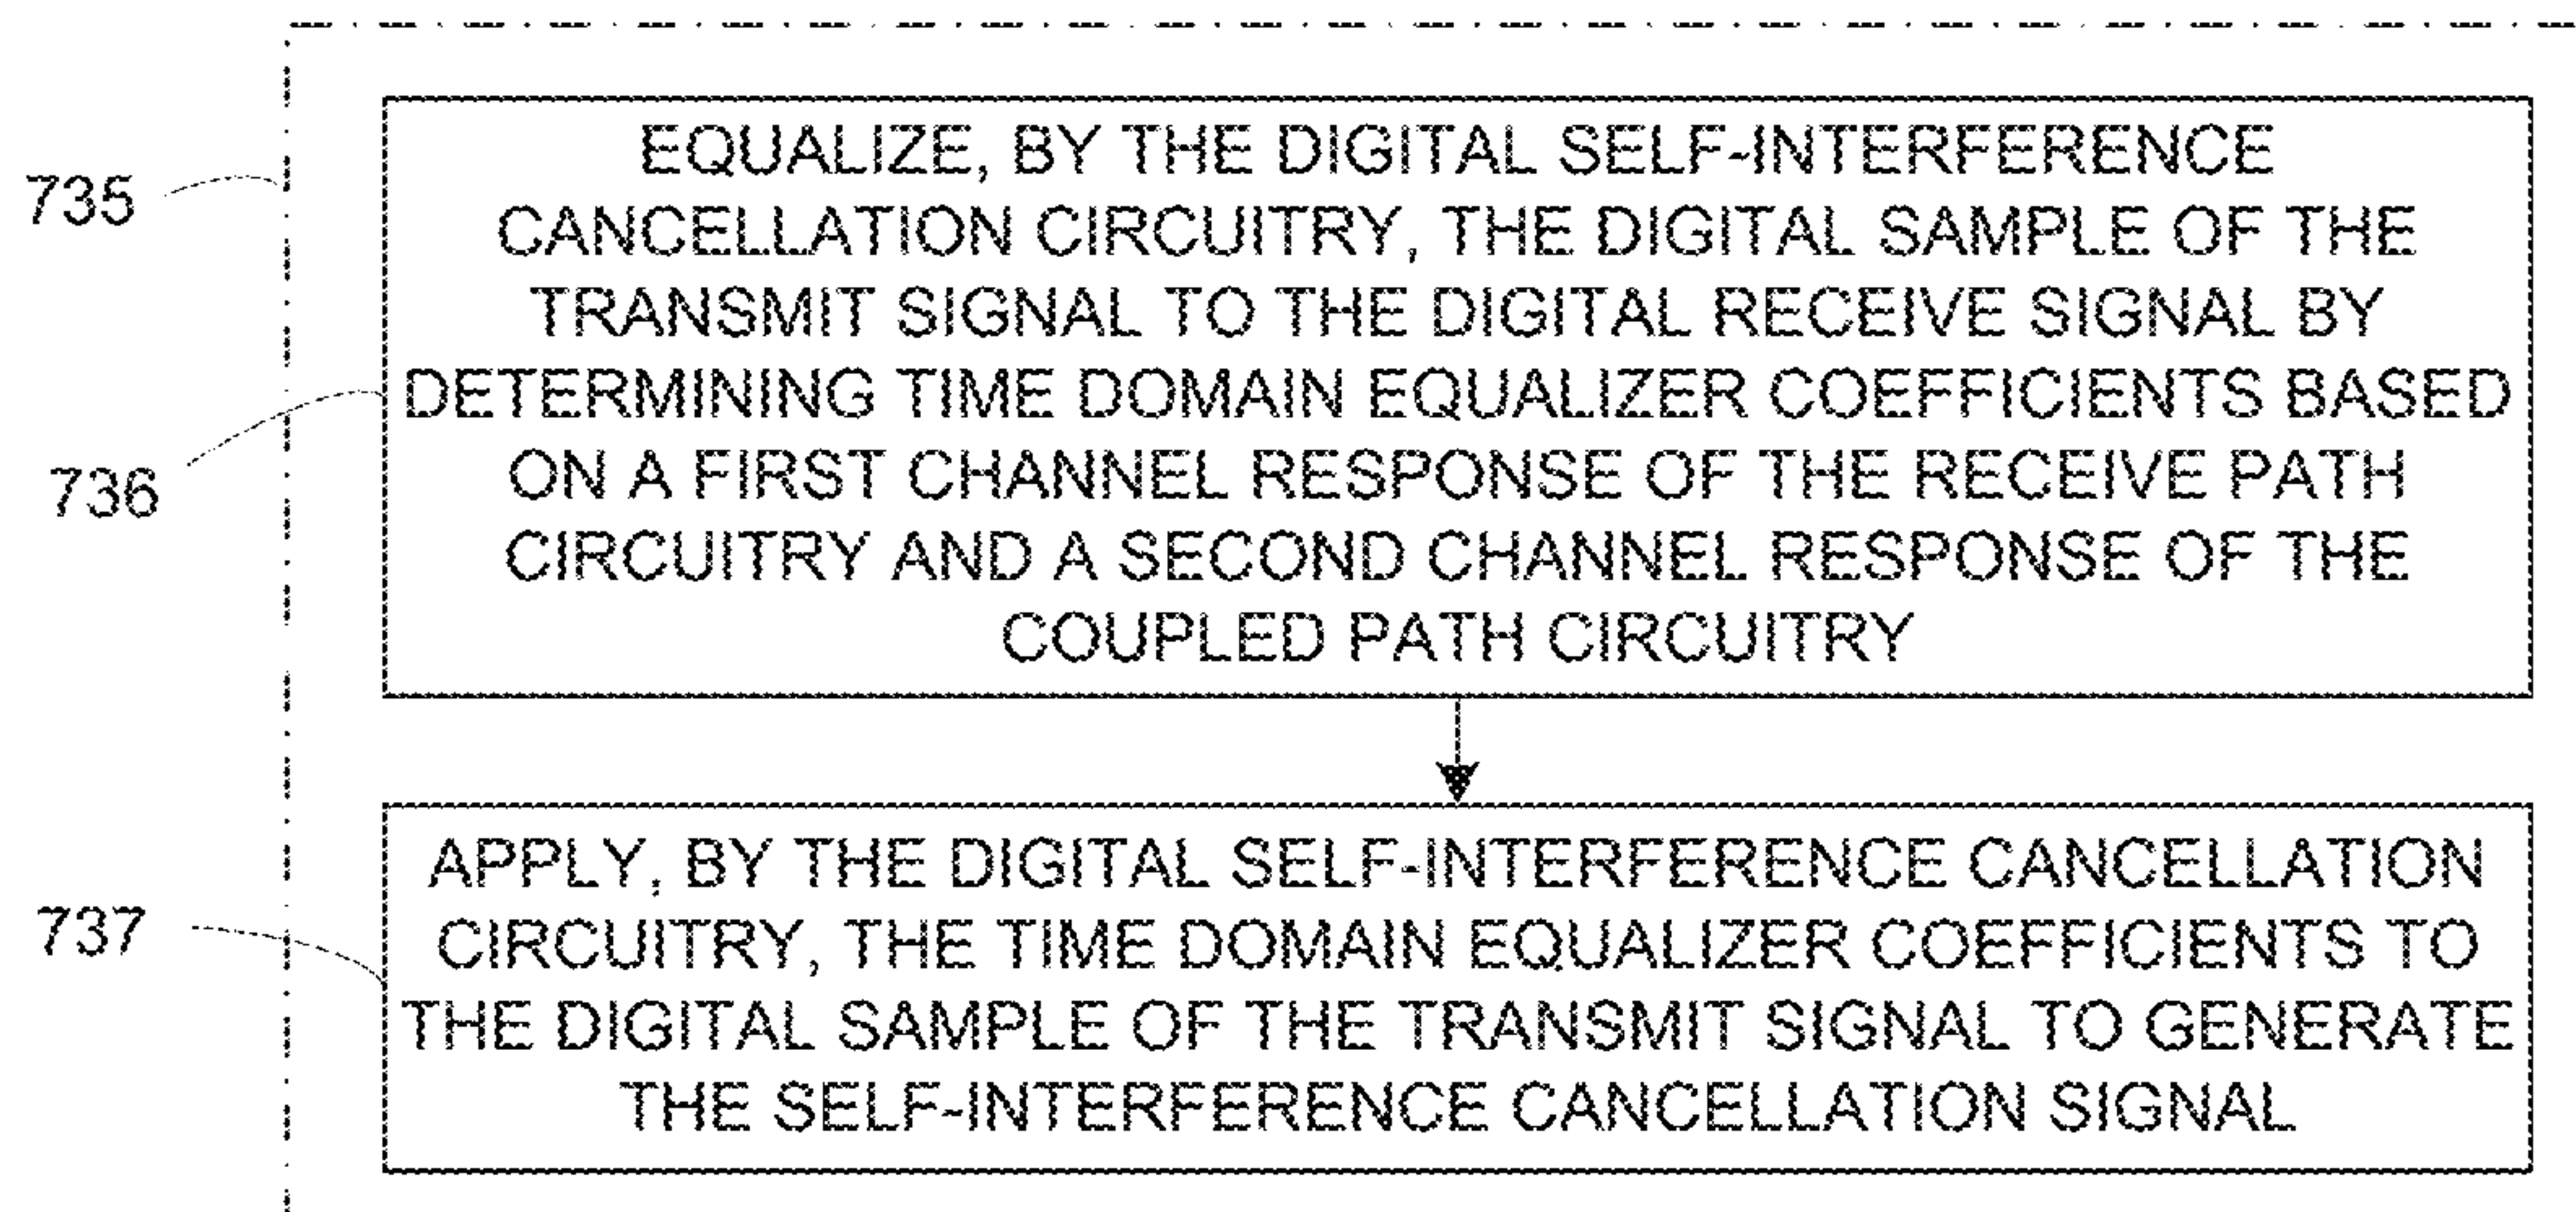 735
EQUALIZE, BY THE DIGITAL SELF-INTERFERENCE
CANCELLATION CIRCUITRY, THE DIGITAL SAMPLE OF THE
TRANSMIT SIGNAL TO THE DIGITAL RECEIVE SIGNAL BY
DETERMINING TIME DOMAIN EQUALIZER COEFFICIENTS BASED
ON A FIRST CHANNEL RESPONSE OF THE RECEIVE PATH
CIRCUITRY AND A SECOND CHANNEL RESPONSE OF THE
COUPLED PATH CIRCUITRY
736
APPLY, BY THE DIGITAL SELF-INTERFERENCE CANCELLATION
CIRCUITRY, THE TIME DOMAIN EQUALIZER COEFFICIENTS TO
THE DIGITAL SAMPLE OF THE TRANSMIT SIGNAL TO GENERATE
THE SELF-INTERFERENCE CANCELLATION SIGNAL
737